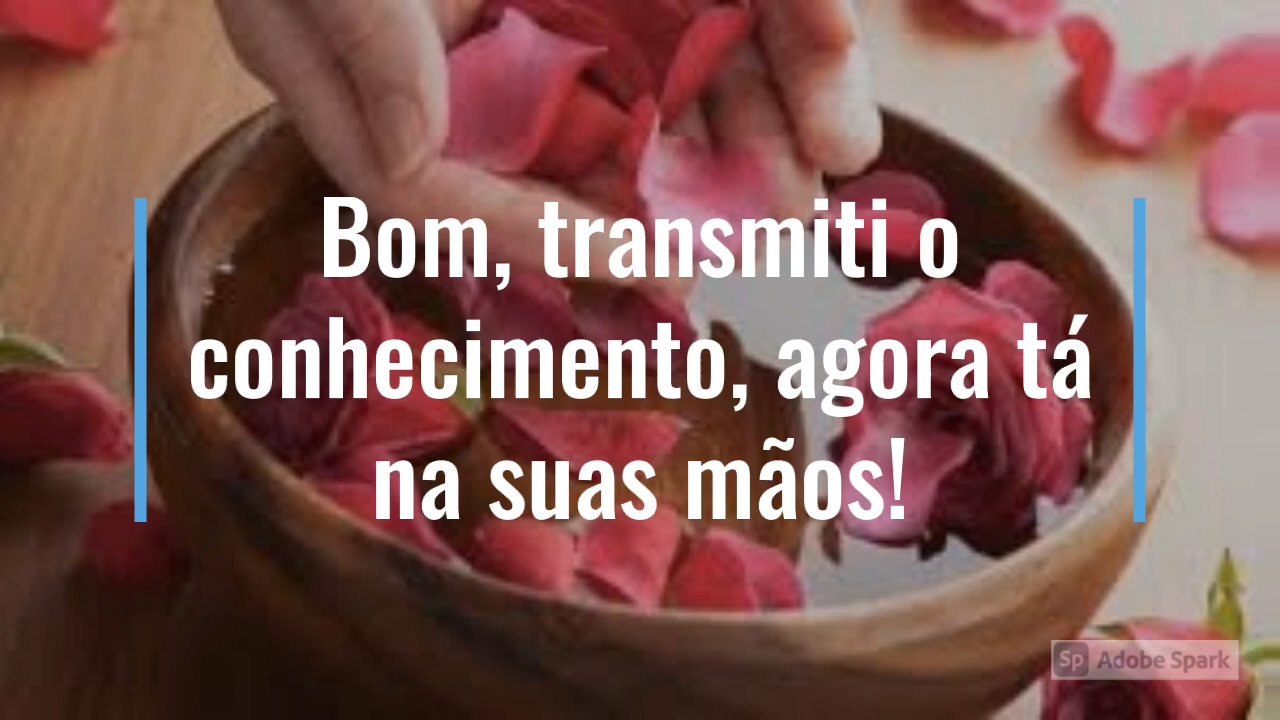 Bom, transmiti o
conhecimento, agora tá
na suas mãos!
Sp Adobe Spark